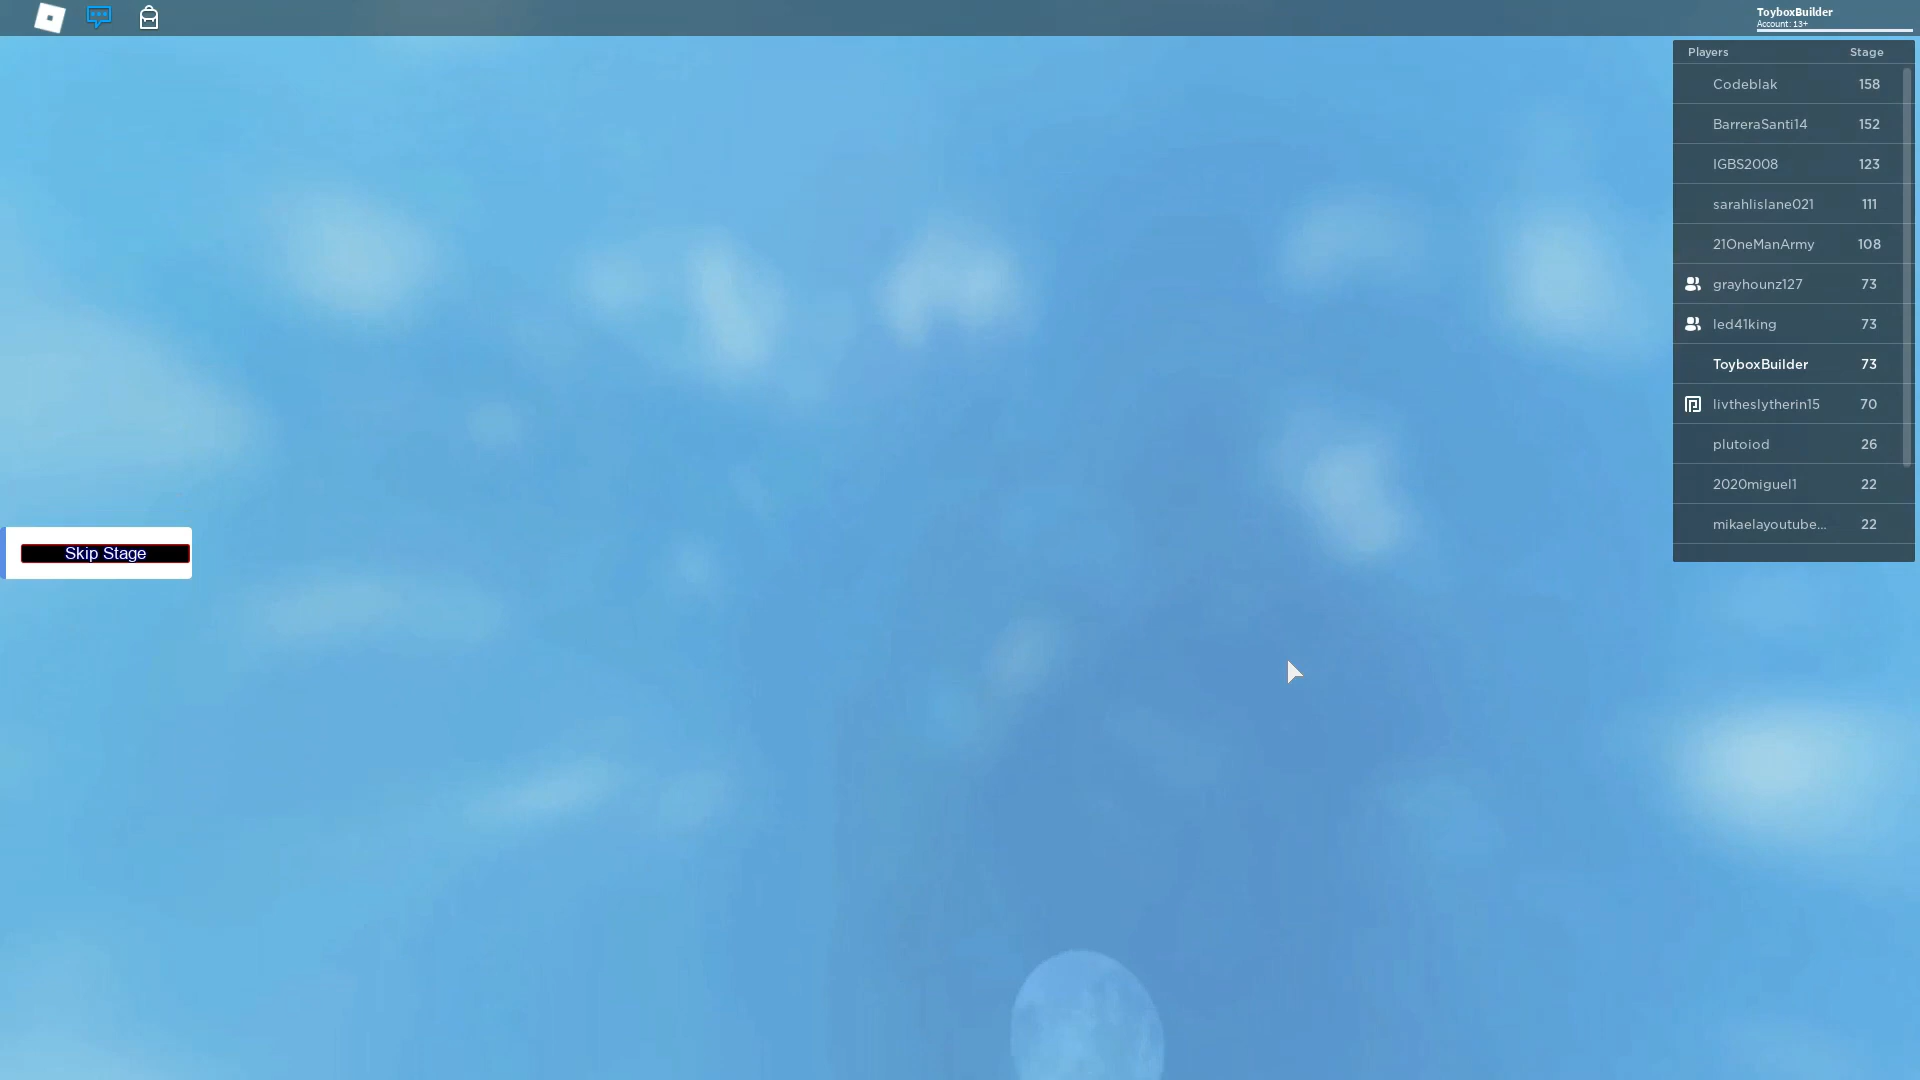 ToyboxBuilder
Account: 13+
Players Stage
Codeblak 158
BarreraSanti14 152
IGBS2008 123
sarahlislane021 111
21OneManArmy 108
grayhounz127 73
led41king 73
ToyboxBuilder 73
livtheslytherin15 70
plutoiod 26
2020miguel1 22
mikaelayoutube... 22
Skip Stage